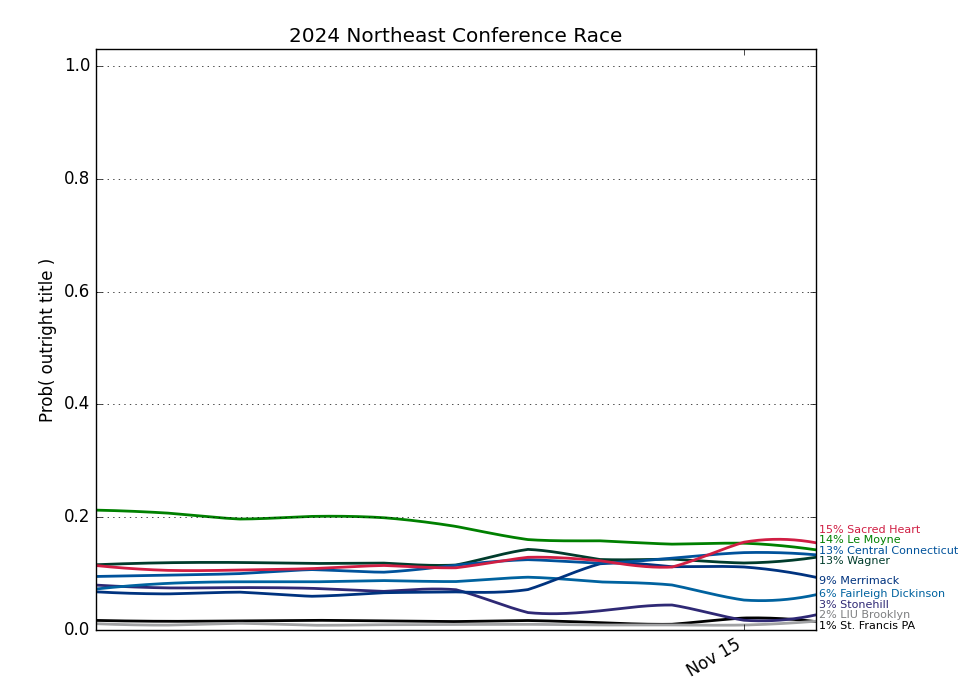 2024 Northeast Conference Race
1.0
0.8
0.6
0.4
0.2
0.0
Prob( outright title )
Nov 15
15% Sacred Heart
14% Le Moyne
13% Central Connecticut
13% Wagner
9% Merrimack
6% Fairleigh Dickinson
3% Stonehill
2% LIU Brooklyn
1% St. Francis PA